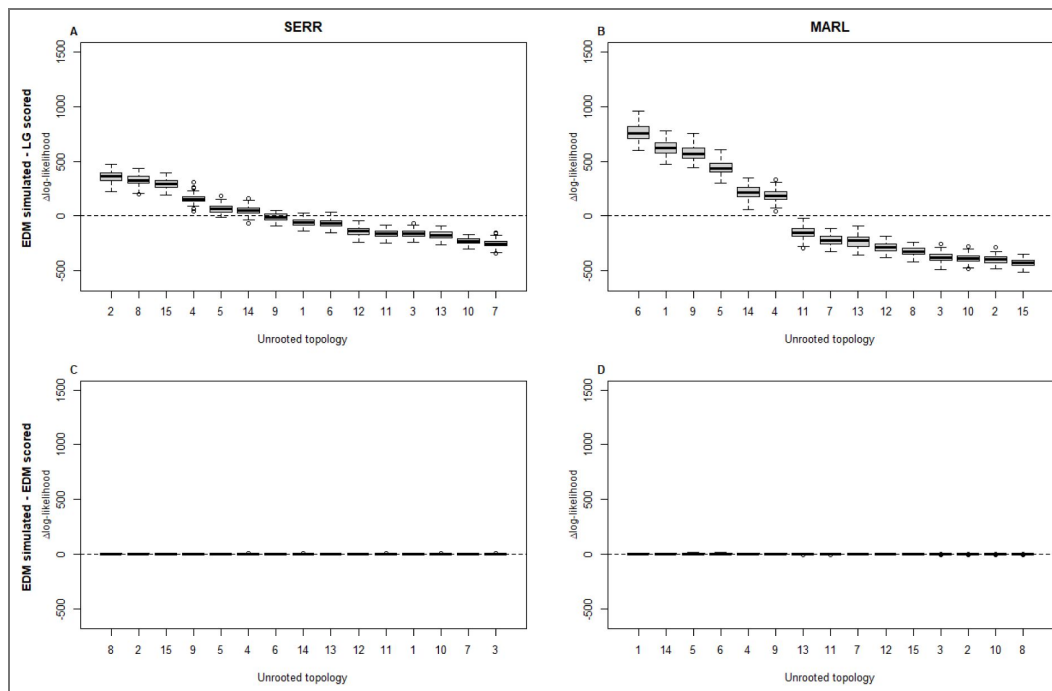 A SERR
B MARL
EDM simulated - LG scored
Δlog-likelihood
1500
1000
500
0
-500
2 8 15 4 5 14 9 1 6 12 11 3 13 10 7
Unrooted topology
Δlog-likelihood
1500
1000
500
0
-500
6 1 9 5 14 4 11 7 13 12 8 3 10 2 15
Unrooted topology
C
D
EDM simulated - EDM scored
Δlog-likelihood
1500
1000
500
0
-500
8 2 15 9 4 5 6 14 13 12 11 1 10 7 3
Unrooted topology
Δlog-likelihood
1500
1000
500
0
-500
1 14 5 6 4 9 13 11 7 12 15 3 2 10 8
Unrooted topology